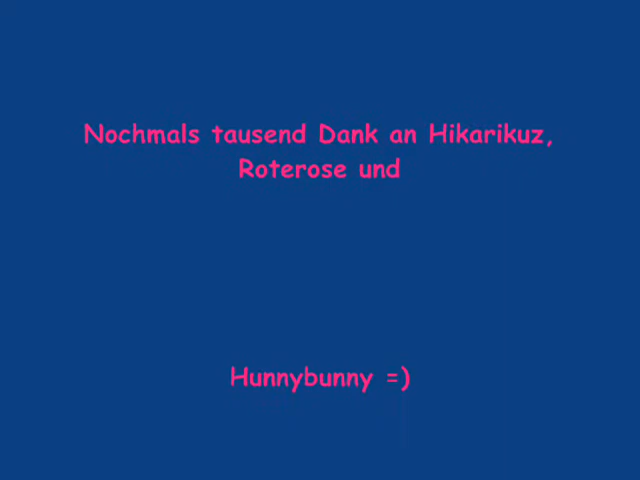 Nochmals tausend Dank an Hikarikuz,
Roterose und
Hunnybunny =)